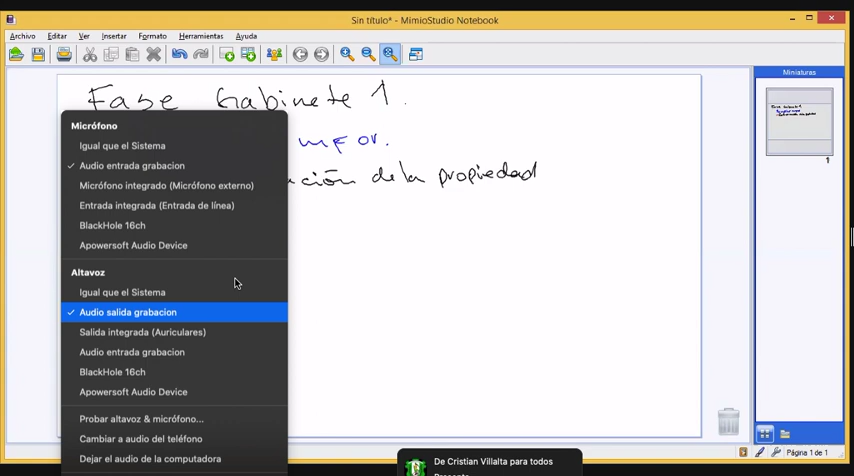 Sin título* - MimioStudio Notebook
Archivo Editar Ver Insertar Formato Herramientas Ayuda
Miniaturas
Fase Gabinete 1.
Micrófono
Igual que el Sistema
✓ Audio entrada grabacion
Micrófono integrado (Micrófono externo)
Entrada integrada (Entrada de línea)
BlackHole 16ch
Apowersoft Audio Device
Altavoz
Igual que el Sistema
✓ Audio salida grabacion
Salida integrada (Auriculares)
Audio entrada grabacion
BlackHole 16ch
Apowersoft Audio Device
Probar altavoz & micrófono...
Cambiar a audio del teléfono
Dejar el audio de la computadora
ución de la propiedad
1
De Cristian Villalta para todos
Página 1 de 1